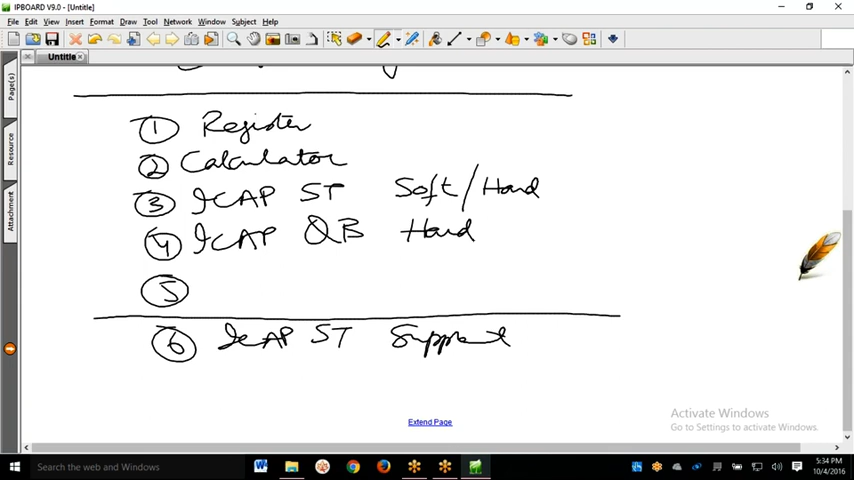 IPBOARD V9.0 - [Untitle]
File Edit View Insert Format Draw Tool Network Window Subject Help
Untitle
Page(s)
Resource
Attachment
1 Register
2 Calculator
3 ICAP ST Soft/Hard
4 ICAP QB Hard
5
6 ICAP ST Support
Extend Page
Activate Windows
Go to Settings to activate Windows.
Search the web and Windows
5:34 PM
10/4/2016